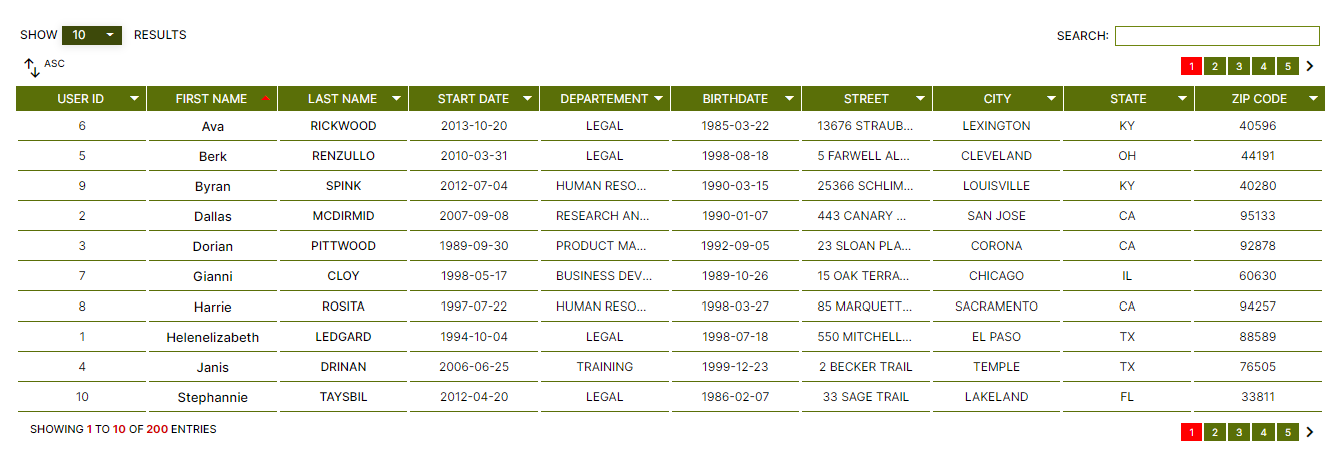 SHOW 10 RESULTS SEARCH:
ASC 1 2 3 4 5
USER ID FIRST NAME LAST NAME START DATE DEPARTEMENT BIRTHDATE STREET CITY STATE ZIP CODE
6 Ava RICKWOOD 2013-10-20 LEGAL 1985-03-22 13676 STRAUB... LEXINGTON KY 40596
5 Berk RENZULLO 2010-03-31 LEGAL 1998-08-18 5 FARWELL AL... CLEVELAND OH 44191
9 Byran SPINK 2012-07-04 HUMAN RESO... 1990-03-15 25366 SCHLIM... LOUISVILLE KY 40280
2 Dallas MCDIRMID 2007-09-08 RESEARCH AN... 1990-01-07 443 CANARY ... SAN JOSE CA 95133
3 Dorian PITTWOOD 1989-09-30 PRODUCT MA... 1992-09-05 23 SLOAN PLA... CORONA CA 92878
7 Gianni CLOY 1998-05-17 BUSINESS DEV... 1989-10-26 15 OAK TERRA... CHICAGO IL 60630
8 Harrie ROSITA 1997-07-22 HUMAN RESO... 1998-03-27 85 MARQUETT... SACRAMENTO CA 94257
1 Helenelizabeth LEDGARD 1994-10-04 LEGAL 1998-07-18 550 MITCHELL... EL PASO TX 88589
4 Janis DRINAN 2006-06-25 TRAINING 1999-12-23 2 BECKER TRAIL TEMPLE TX 76505
10 Stephannie TAYSBIL 2012-04-20 LEGAL 1986-02-07 33 SAGE TRAIL LAKELAND FL 33811
SHOWING 1 TO 10 OF 200 ENTRIES 1 2 3 4 5